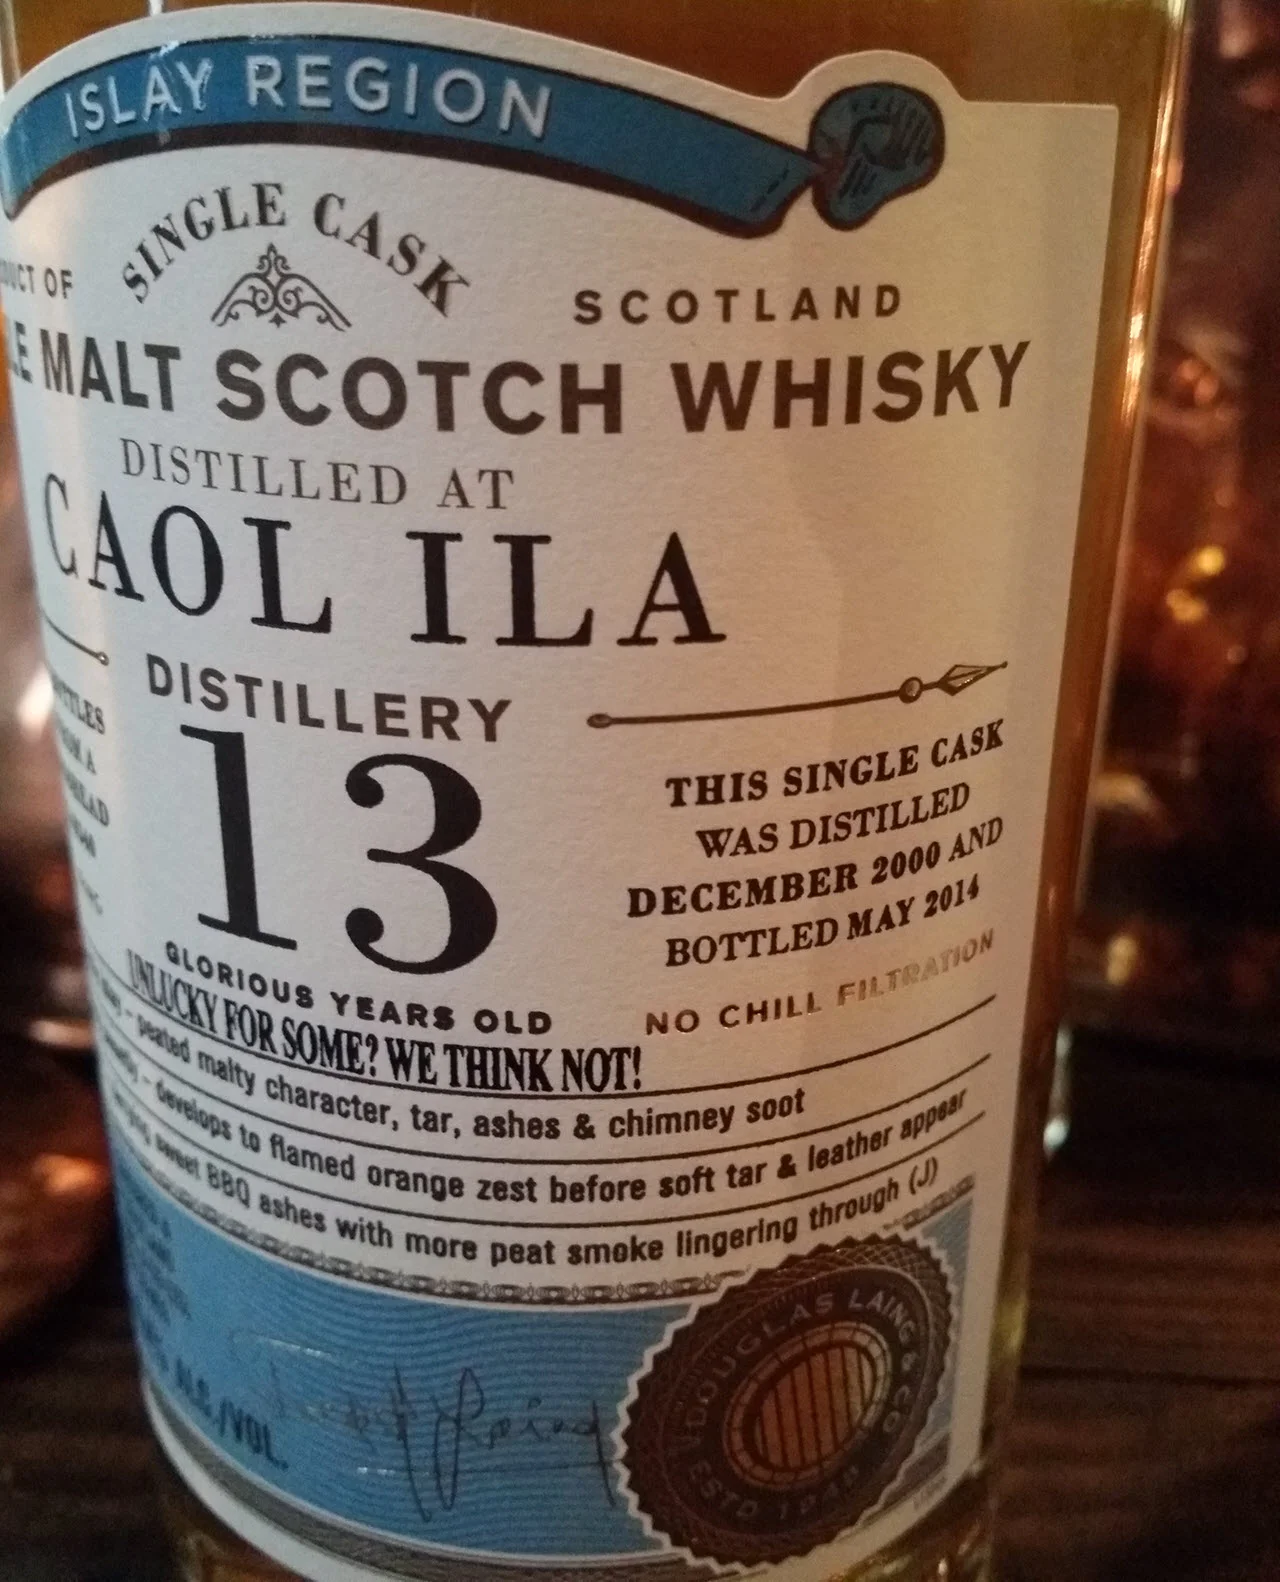 ISLAY REGION
SINGLE CASK
OF
SCOTLAND
MALT SCOTCH WHISKY
DISTILLED AT
CAOL ILA
DISTILLERY
13
GLORIOUS YEARS OLD
UNLUCKY FOR SOME? WE THINK NOT!
THIS SINGLE CASK
WAS DISTILLED
DECEMBER 2000 AND
BOTTLED MAY 2014
NO CHILL FILTRATION
- peated malty character, tar, ashes & chimney soot
- develops to flamed orange zest before soft tar & leather appear
sweet BBQ ashes with more peat smoke lingering through (J)
ALC./VOL.
DOUGLAS LAING & CO
ESTD 1948